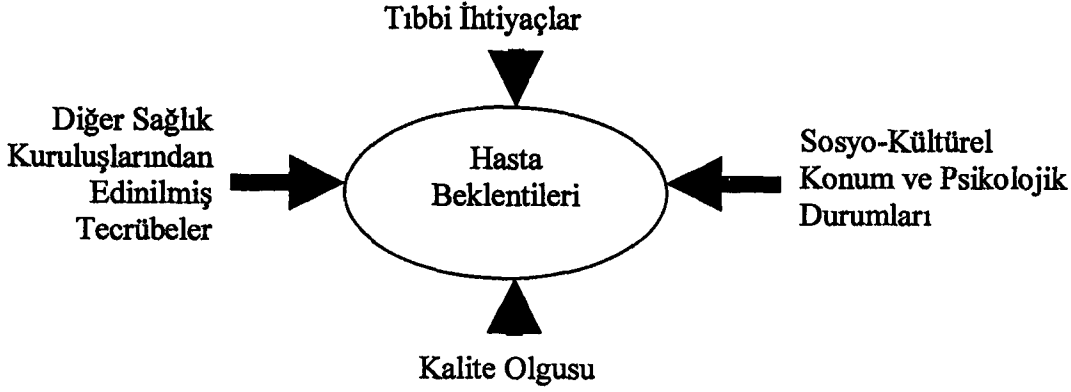 Tıbbi İhtiyaçlar
Diğer Sağlık
Kuruluşlarından
Edinilmiş
Tecrübeler
Hasta
Beklentileri
Sosyo-Kültürel
Konum ve Psikolojik
Durumları
Kalite Olgusu